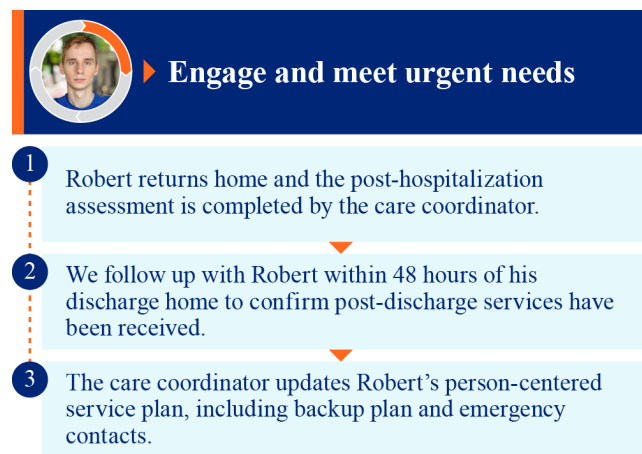 Engage and meet urgent needs
1
Robert returns home and the post-hospitalization
assessment is completed by the care coordinator.
2
We follow up with Robert within 48 hours of his
discharge home to confirm post-discharge services have
been received.
3
The care coordinator updates Robert’s person-centered
service plan, including backup plan and emergency
contacts.